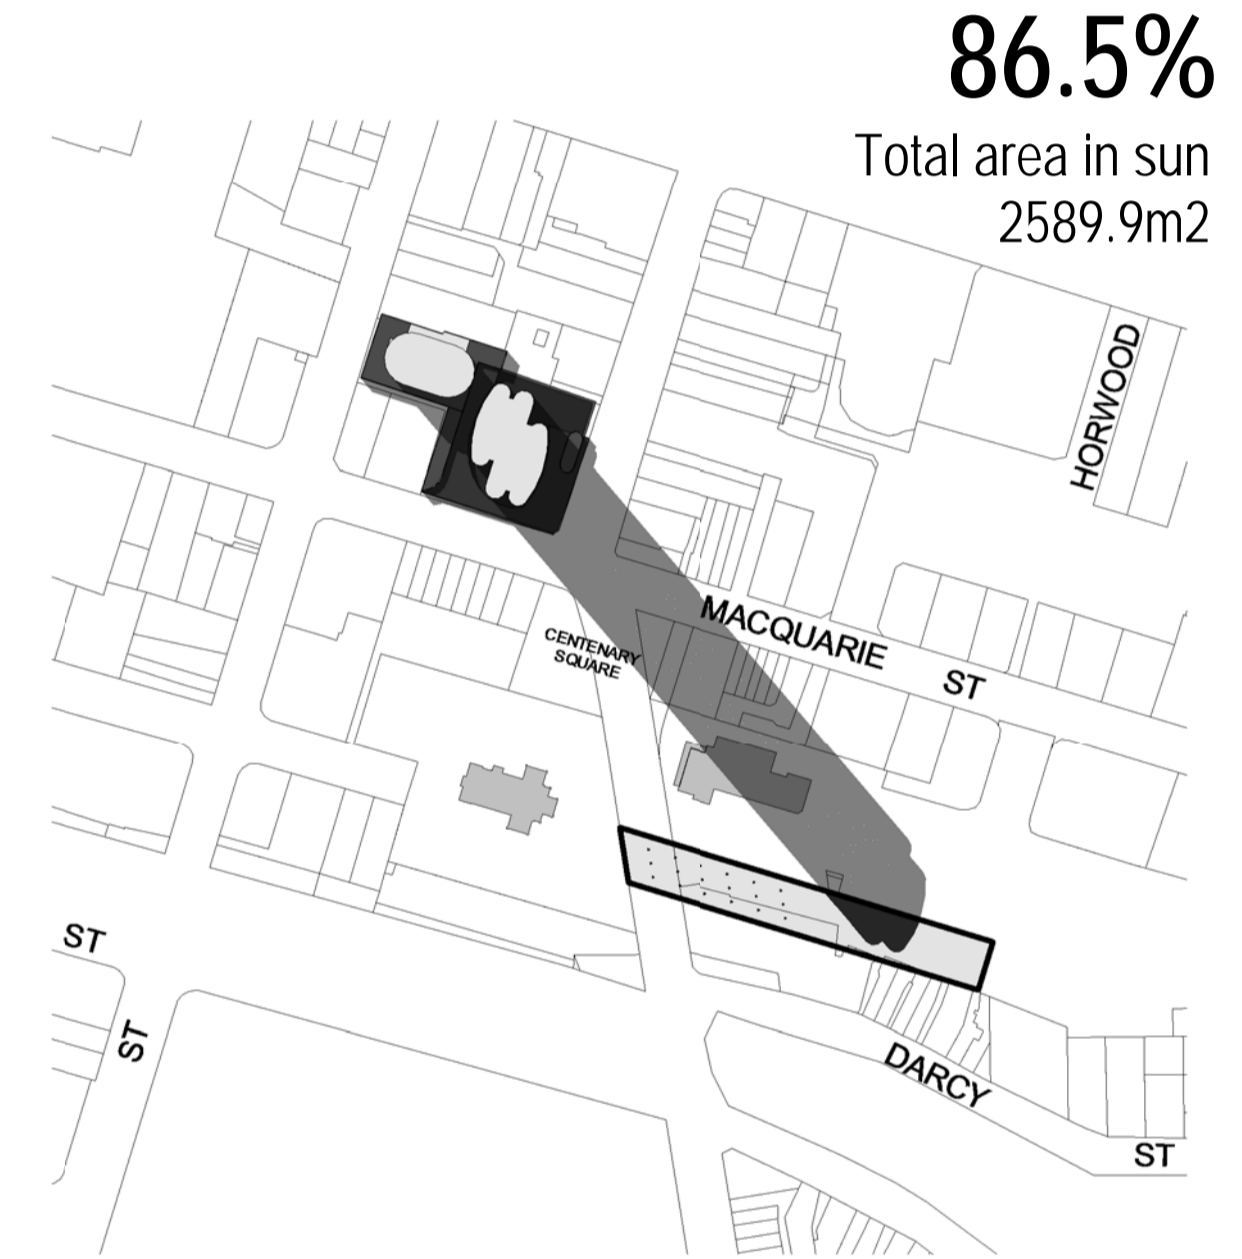 86.5%
Total area in sun
2589.9m2
HORWOOD
MACQUARIE
ST
CENTENARY
SQUARE
ST
ST
DARCY
ST